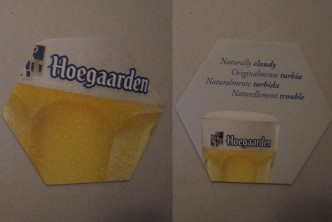 Hoegaarden
Naturally cloudy
Originalmente turbia
Naturalmente torbida
Naturellement trouble
Hoegaarden